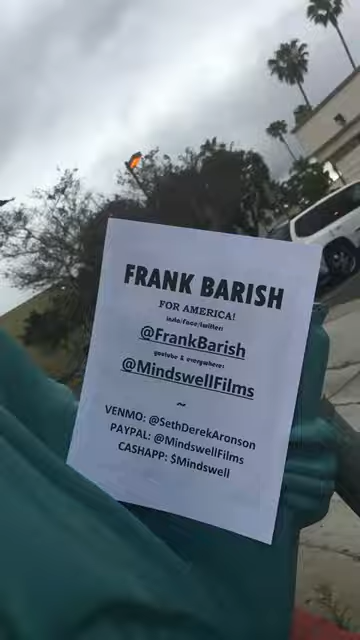 FRANK BARISH
FOR AMERICA!
insta/face/twitter:
@FrankBarish
youtube & everywhere:
@MindswellFilms
~
VENMO: @SethDerekAronson
PAYPAL: @MindswellFilms
CASHAPP: $Mindswell